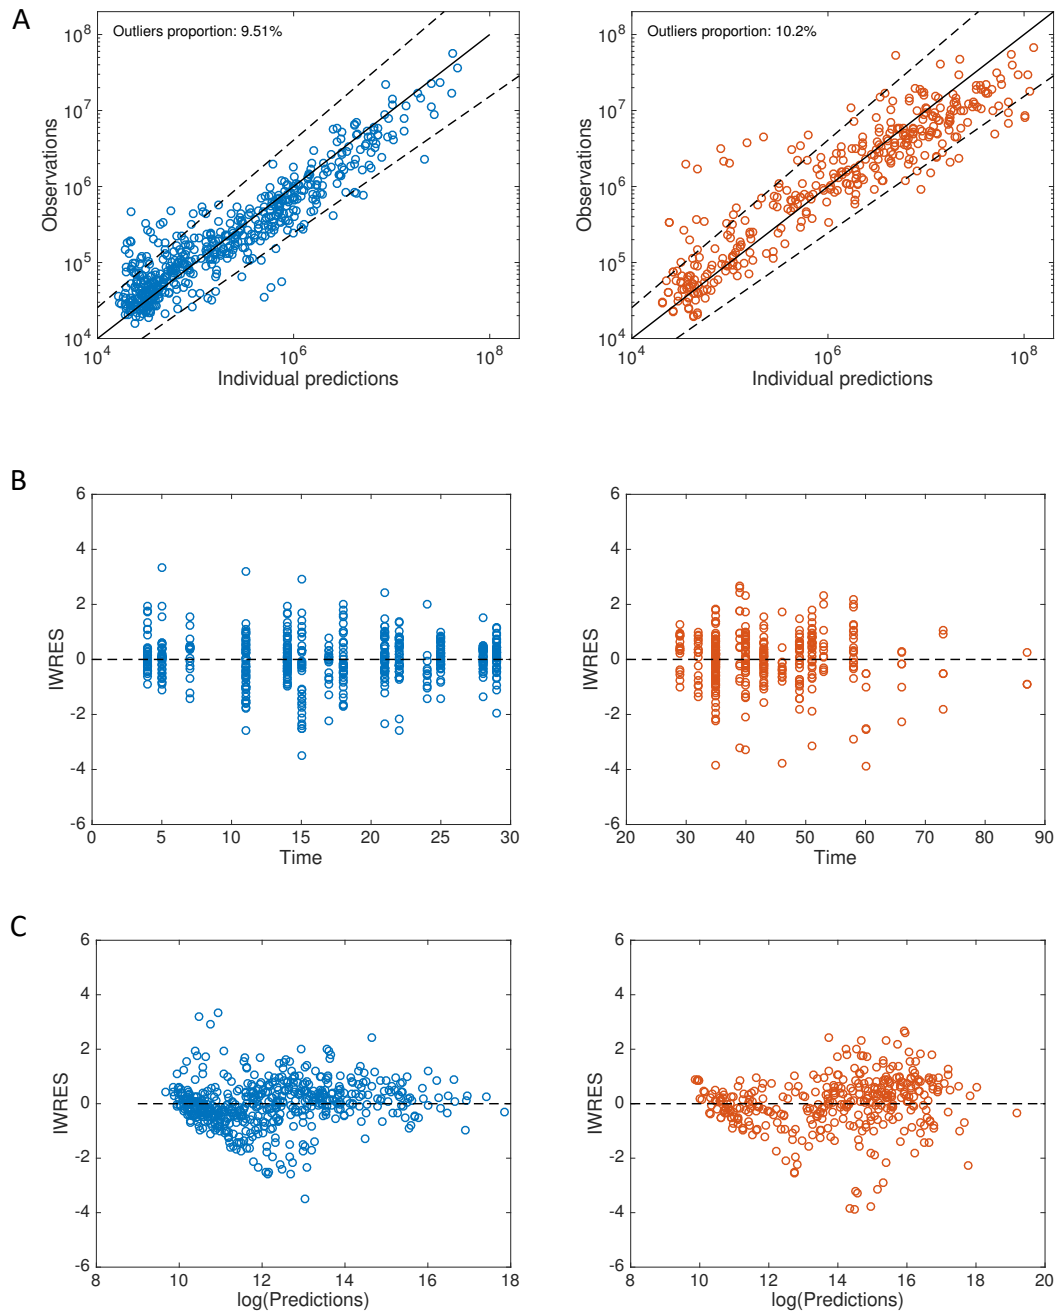 A
Outliers proportion: 9.51%
10^8
10^7
10^6
10^5
10^4
Observations
10^4 10^6 10^8
Individual predictions
Outliers proportion: 10.2%
10^8
10^7
10^6
10^5
10^4
Observations
10^4 10^6 10^8
Individual predictions
B
6
4
2
0
-2
-4
-6
IWRES
0 5 10 15 20 25 30
Time
6
4
2
0
-2
-4
-6
IWRES
20 30 40 50 60 70 80 90
Time
C
6
4
2
0
-2
-4
-6
IWRES
8 10 12 14 16 18
log(Predictions)
6
4
2
0
-2
-4
-6
IWRES
8 10 12 14 16 18 20
log(Predictions)